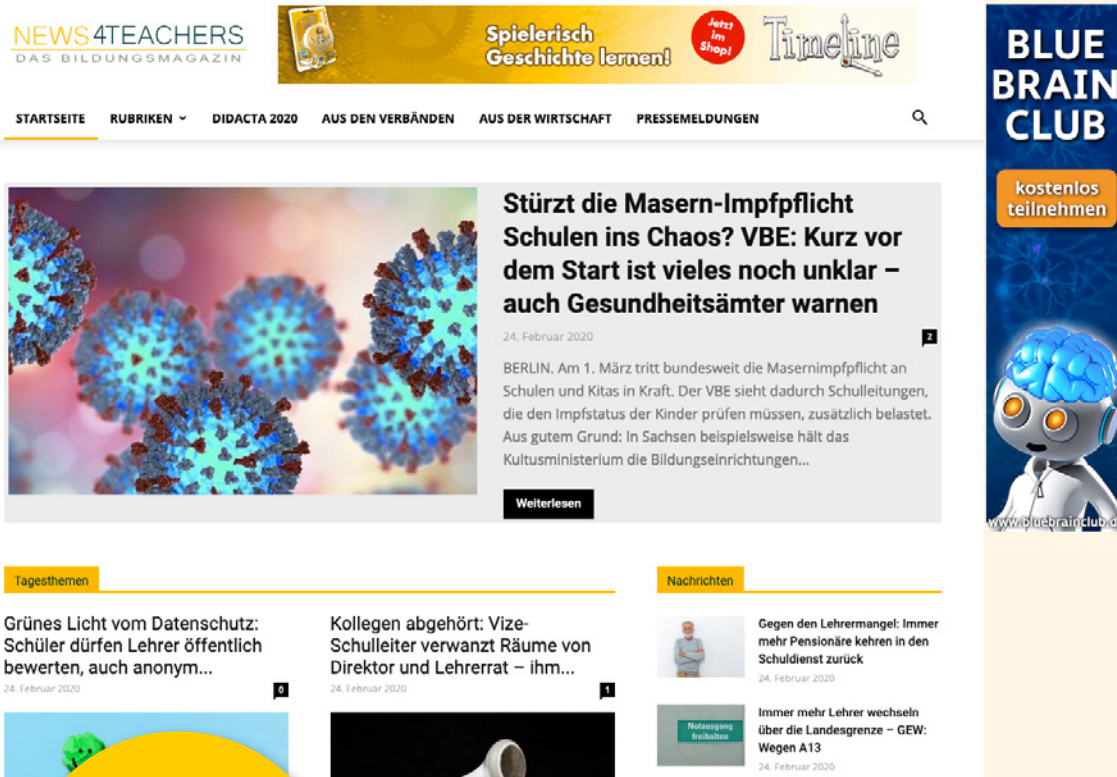 NEWS4TEACHERS
DAS BILDUNGSMAGAZIN
Spielerisch
Geschichte lernen!
Jetzt
im
Shop!
Timeline
BLUE
BRAIN
CLUB
kostenlos
teilnehmen
www.bluebrainclub.d
STARTSEITE RUBRIKEN DIDACTA 2020 AUS DEN VERBÄNDEN AUS DER WIRTSCHAFT PRESSEMELDUNGEN
Stürzt die Masern-Impfpflicht
Schulen ins Chaos? VBE: Kurz vor
dem Start ist vieles noch unklar –
auch Gesundheitsämter warnen
24. Februar 2020
2
BERLIN. Am 1. März tritt bundesweit die Masernimpfpflicht an
Schulen und Kitas in Kraft. Der VBE sieht dadurch Schulleitungen,
die den Impfstatus der Kinder prüfen müssen, zusätzlich belastet.
Aus gutem Grund: In Sachsen beispielsweise hält das
Kultusministerium die Bildungseinrichtungen...
Weiterlesen
Tagesthemen
Grünes Licht vom Datenschutz:
Schüler dürfen Lehrer öffentlich
bewerten, auch anonym...
24. Februar 2020
0
Kollegen abgehört: Vize-
Schulleiter verwanzt Räume von
Direktor und Lehrerrat – ihm...
24. Februar 2020
1
Nachrichten
Gegen den Lehrermangel: Immer
mehr Pensionäre kehren in den
Schuldienst zurück
24. Februar 2020
Notausgang
freihalten
Immer mehr Lehrer wechseln
über die Landesgrenze – GEW:
Wegen A13
24. Februar 2020